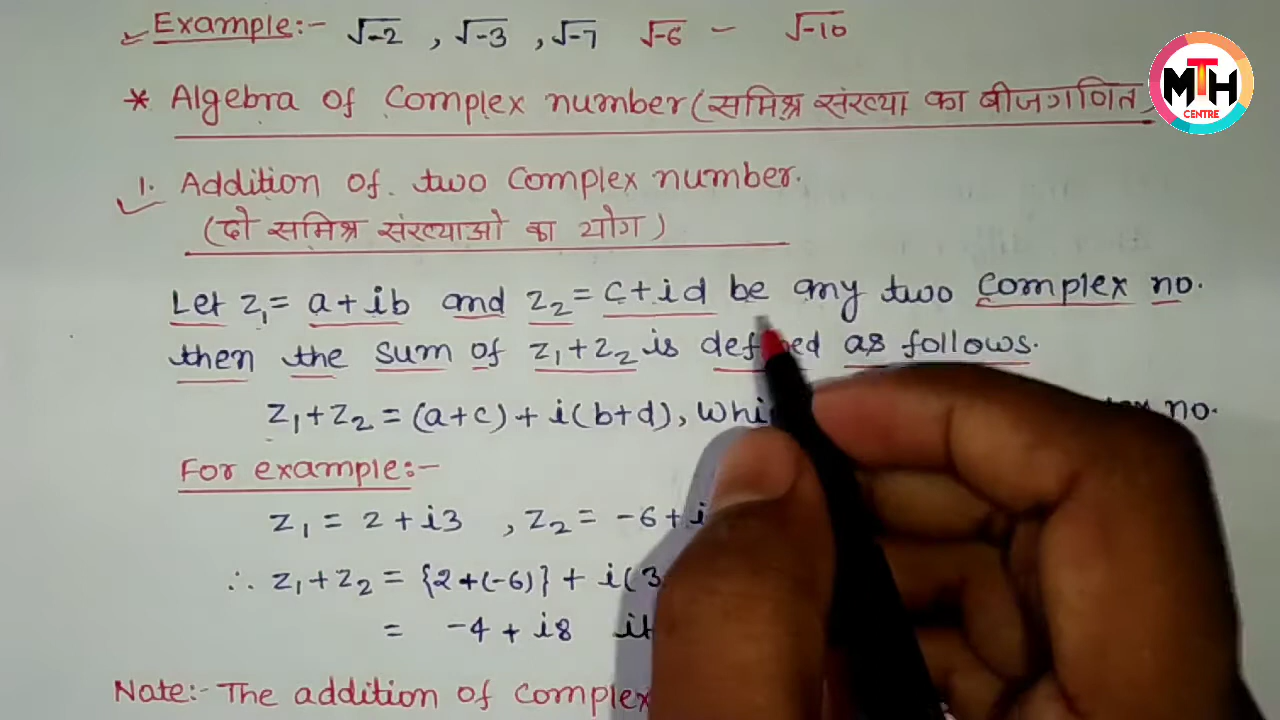 Example:- √-2 , √-3 , √-7 √-6 - √-10
MTH
CENTRE
* Algebra of Complex number (समिश्र संख्या का बीजगणित)
1. Addition of two Complex number.
(दो समिश्र संख्याओ का योग)
Let z₁ = a + ib and z₂ = c + id be any two Complex no.
then the sum of z₁ + z₂ is defined as follows.
z₁ + z₂ = (a+c) + i(b+d), no.
For example:-
z₁ = 2 + i3 , z₂ = -6 + i
∴ z₁ + z₂ = {2+(-6)} + i(3
= -4 + i8
Note:- The addition of Complex